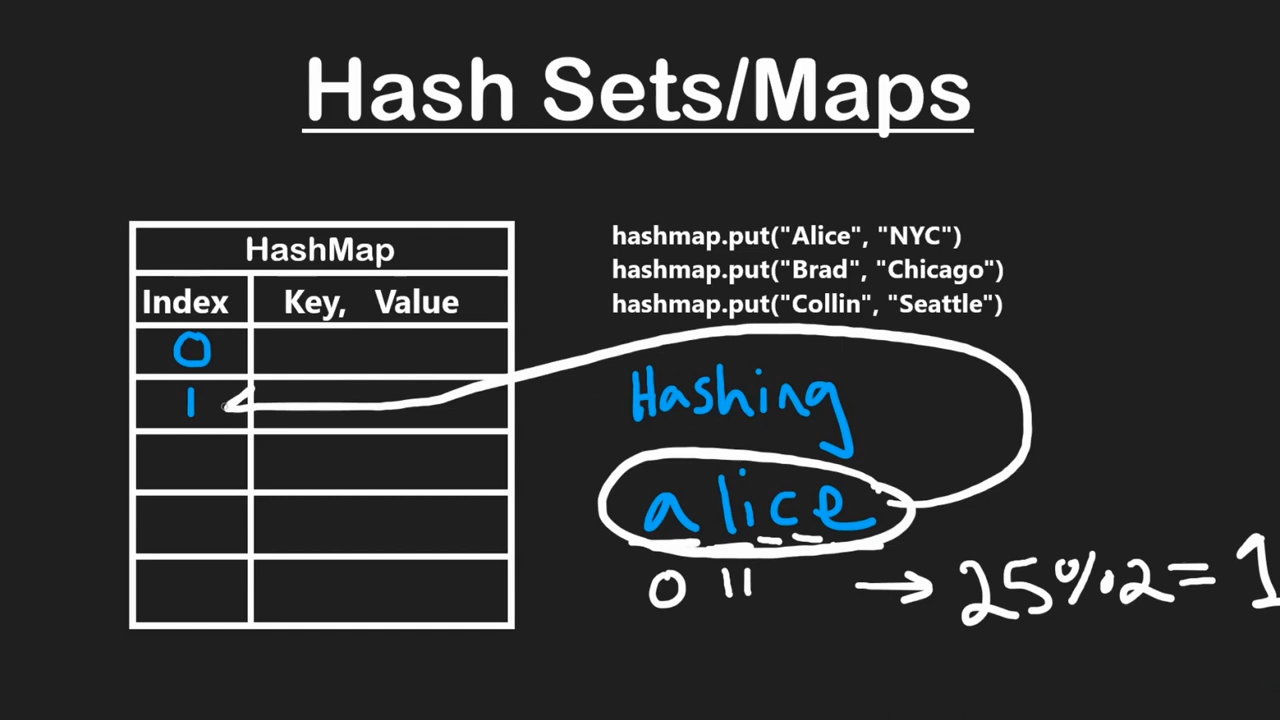 Hash Sets/Maps
HashMap
Index Key, Value
0
1
hashmap.put("Alice", "NYC")
hashmap.put("Brad", "Chicago")
hashmap.put("Collin", "Seattle")
Hashing
alice
0 11 → 25%2=1